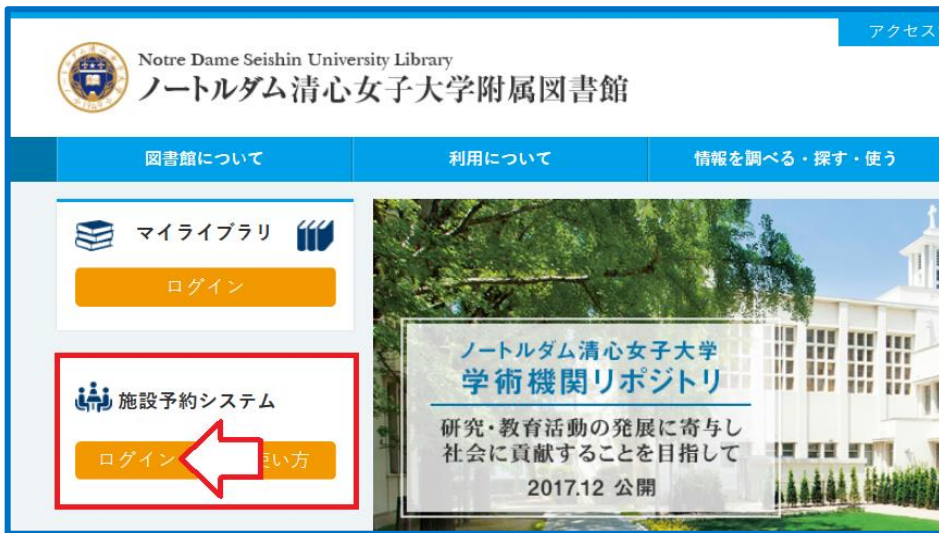 アクセス
Notre Dame Seishin University Library
ノートルダム清心女子大学附属図書館
図書館について
利用について
情報を調べる・探す・使う
マイライブラリ
ログイン
施設予約システム
ログイン
い方
ノートルダム清心女子大学
学術機関リポジトリ
研究・教育活動の発展に寄与し
社会に貢献することを目指して
2017.12 公開